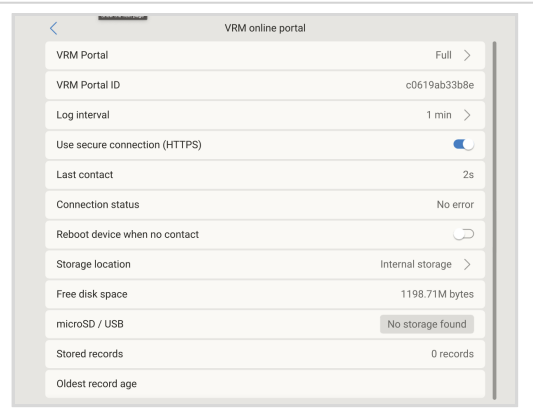 VRM online portal
VRM Portal Full
VRM Portal ID c0619ab33b8e
Log interval 1 min
Use secure connection (HTTPS)
Last contact 2s
Connection status No error
Reboot device when no contact
Storage location Internal storage
Free disk space 1198.71M bytes
microSD / USB No storage found
Stored records 0 records
Oldest record age